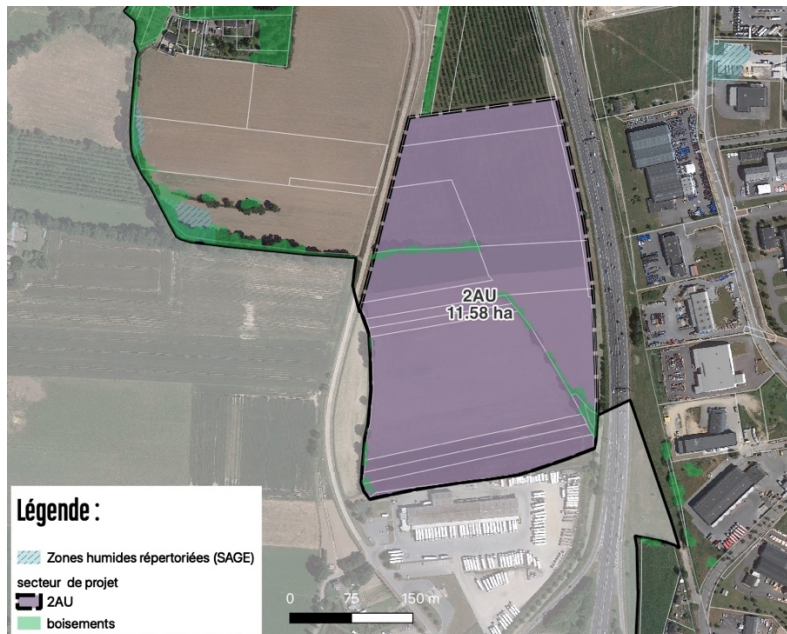 2AU
11.58 ha
Légende :
Zones humides répertoriées (SAGE)
secteur de projet
2AU
boisements
0 75 150 m